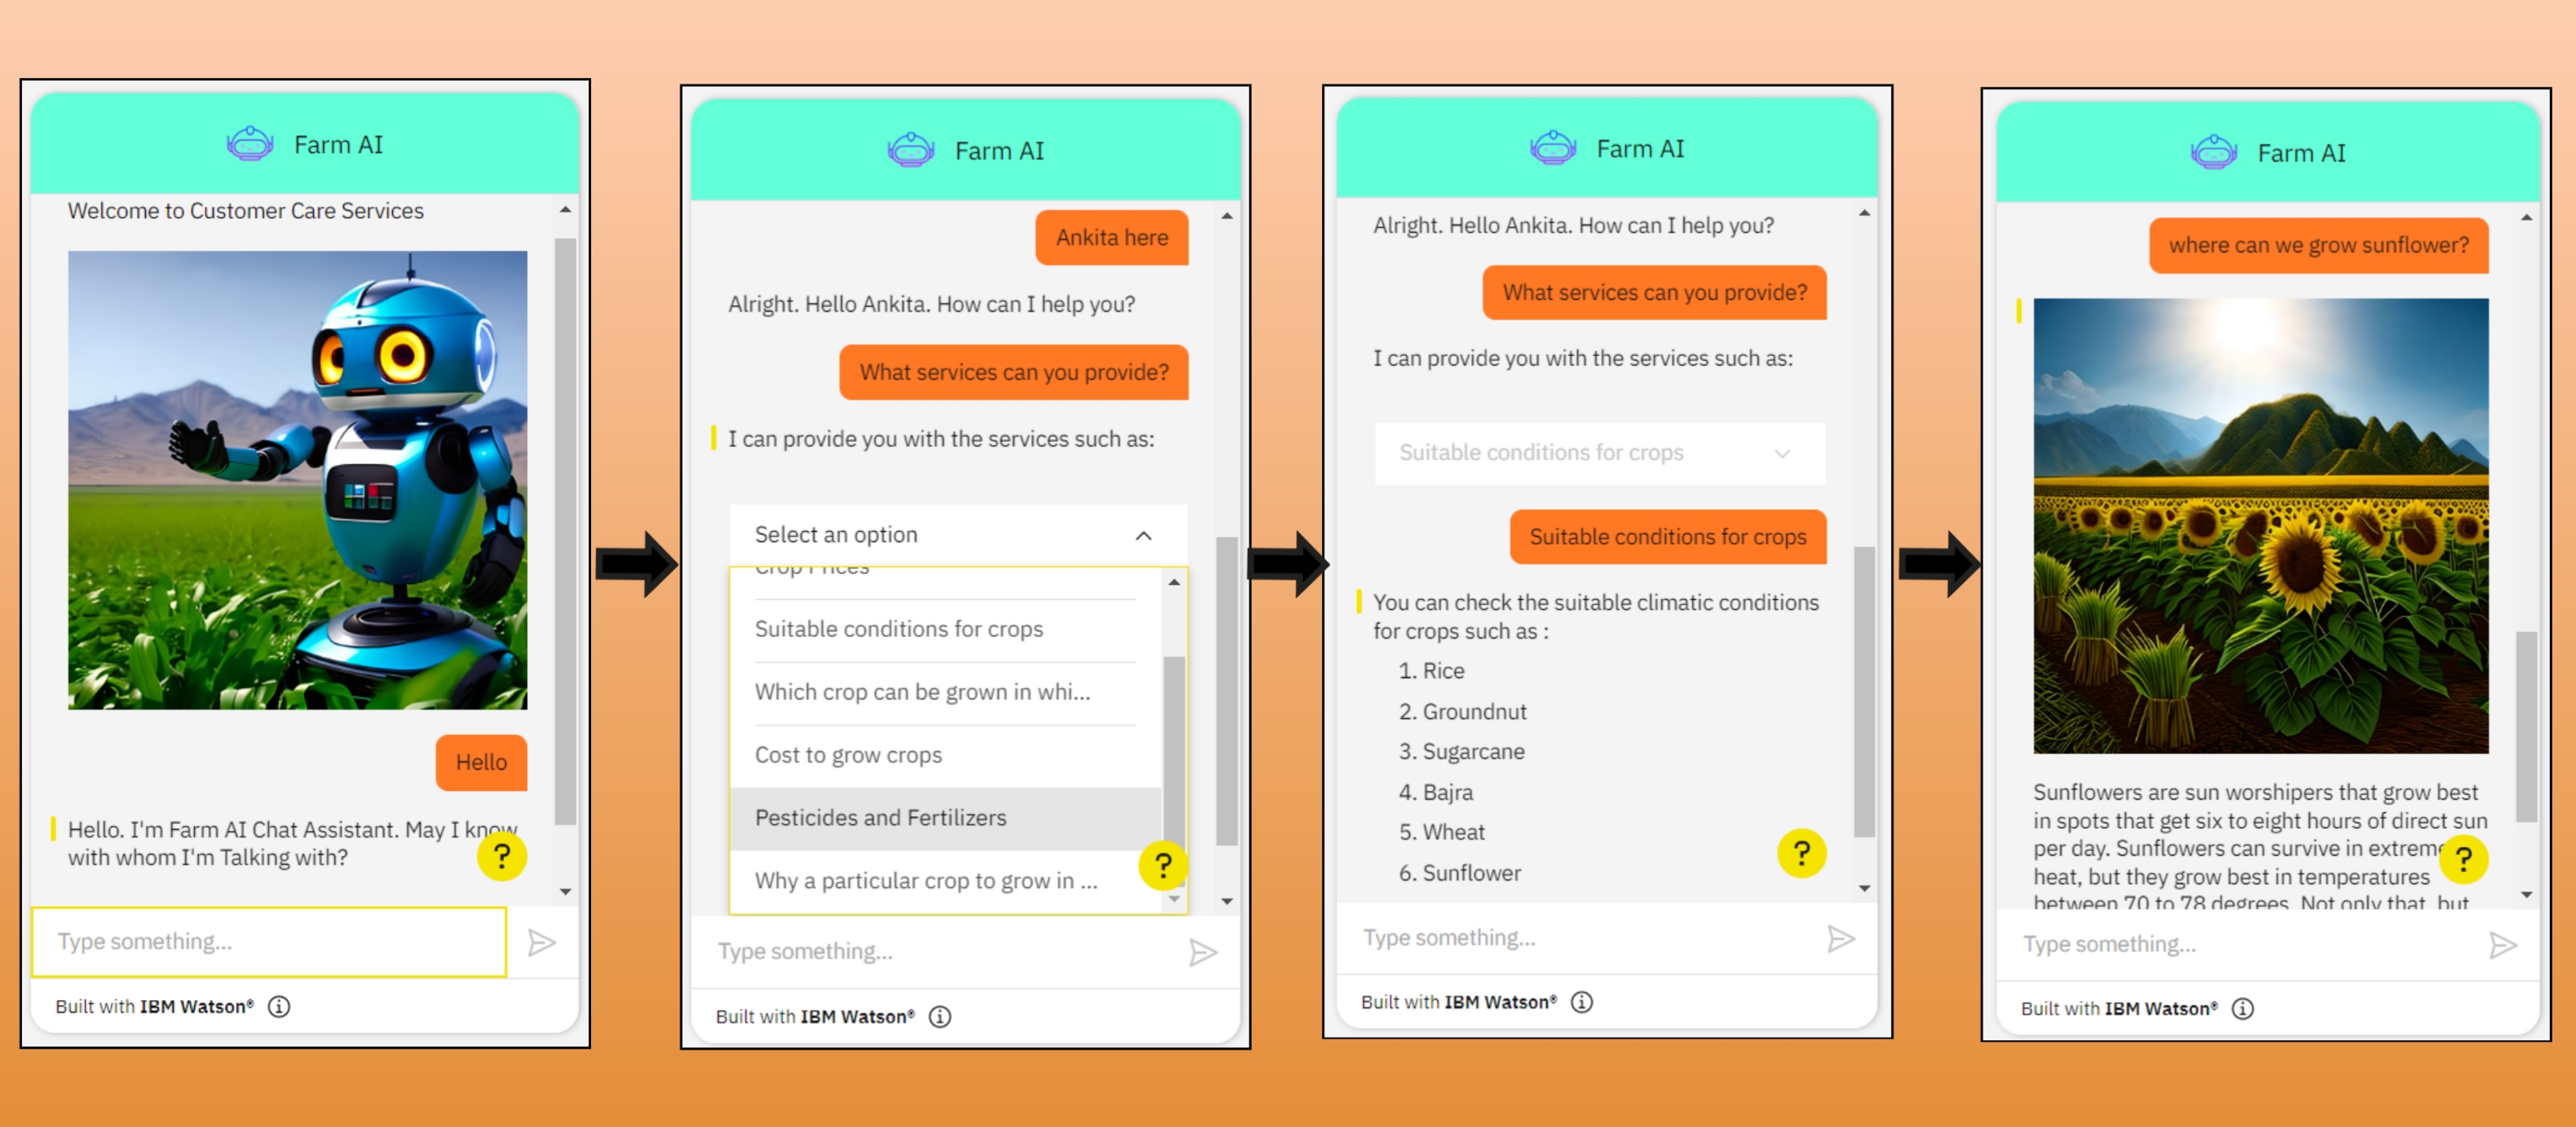 Farm AI
Welcome to Customer Care Services
Hello
Hello. I'm Farm AI Chat Assistant. May I know
with whom I'm Talking with?
?
Type something...
Built with IBM Watson®
Farm AI
Ankita here
Alright. Hello Ankita. How can I help you?
What services can you provide?
I can provide you with the services such as:
Select an option
Crop Prices
Suitable conditions for crops
Which crop can be grown in whi...
Cost to grow crops
Pesticides and Fertilizers
Why a particular crop to grow in ...
?
Type something...
Built with IBM Watson®
Farm AI
Alright. Hello Ankita. How can I help you?
What services can you provide?
I can provide you with the services such as:
Suitable conditions for crops
Suitable conditions for crops
You can check the suitable climatic conditions
for crops such as :
1. Rice
2. Groundnut
3. Sugarcane
4. Bajra
5. Wheat
6. Sunflower
?
Type something...
Built with IBM Watson®
Farm AI
where can we grow sunflower?
Sunflowers are sun worshipers that grow best
in spots that get six to eight hours of direct sun
per day. Sunflowers can survive in extreme
heat, but they grow best in temperatures
between 70 to 78 degrees. Not only that, but
?
Type something...
Built with IBM Watson®